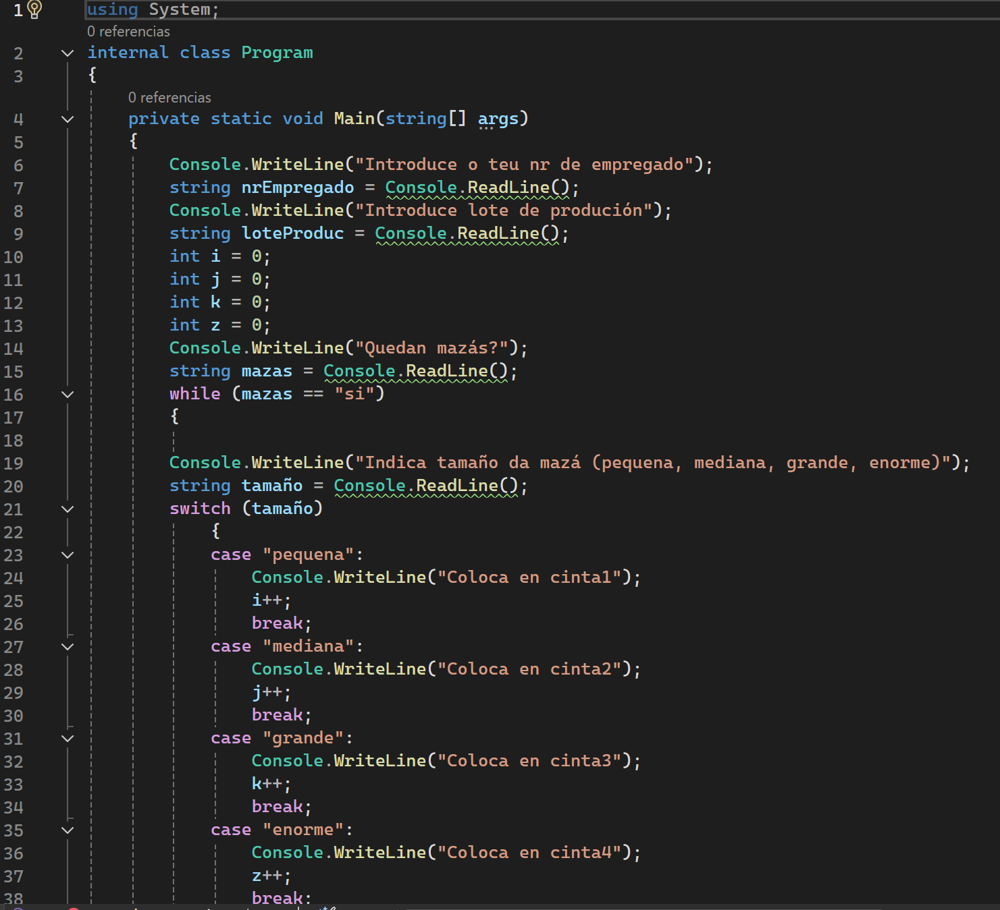 1 using System;
0 referencias
2 internal class Program
3 {
0 referencias
4 private static void Main(string[] args)
5 {
6 Console.WriteLine("Introduce o teu nr de empregado");
7 string nrEmpregado = Console.ReadLine();
8 Console.WriteLine("Introduce lote de produción");
9 string loteProduc = Console.ReadLine();
10 int i = 0;
11 int j = 0;
12 int k = 0;
13 int z = 0;
14 Console.WriteLine("Quedan mazás?");
15 string mazas = Console.ReadLine();
16 while (mazas == "si")
17 {
18
19 Console.WriteLine("Indica tamaño da mazá (pequena, mediana, grande, enorme)");
20 string tamaño = Console.ReadLine();
21 switch (tamaño)
22 {
23 case "pequena":
24 Console.WriteLine("Coloca en cinta1");
25 i++;
26 break;
27 case "mediana":
28 Console.WriteLine("Coloca en cinta2");
29 j++;
30 break;
31 case "grande":
32 Console.WriteLine("Coloca en cinta3");
33 k++;
34 break;
35 case "enorme":
36 Console.WriteLine("Coloca en cinta4");
37 z++;
38 break;